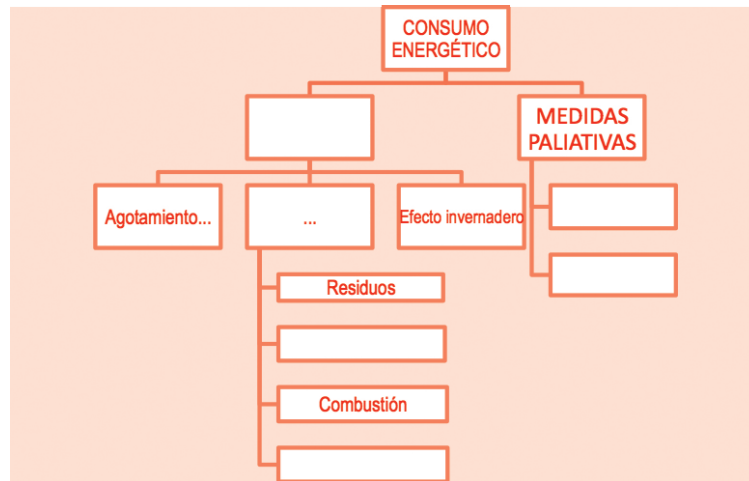 CONSUMO
ENERGÉTICO
MEDIDAS
PALIATIVAS
Agotamiento...
...
Efecto invernadero
Residuos
Combustión